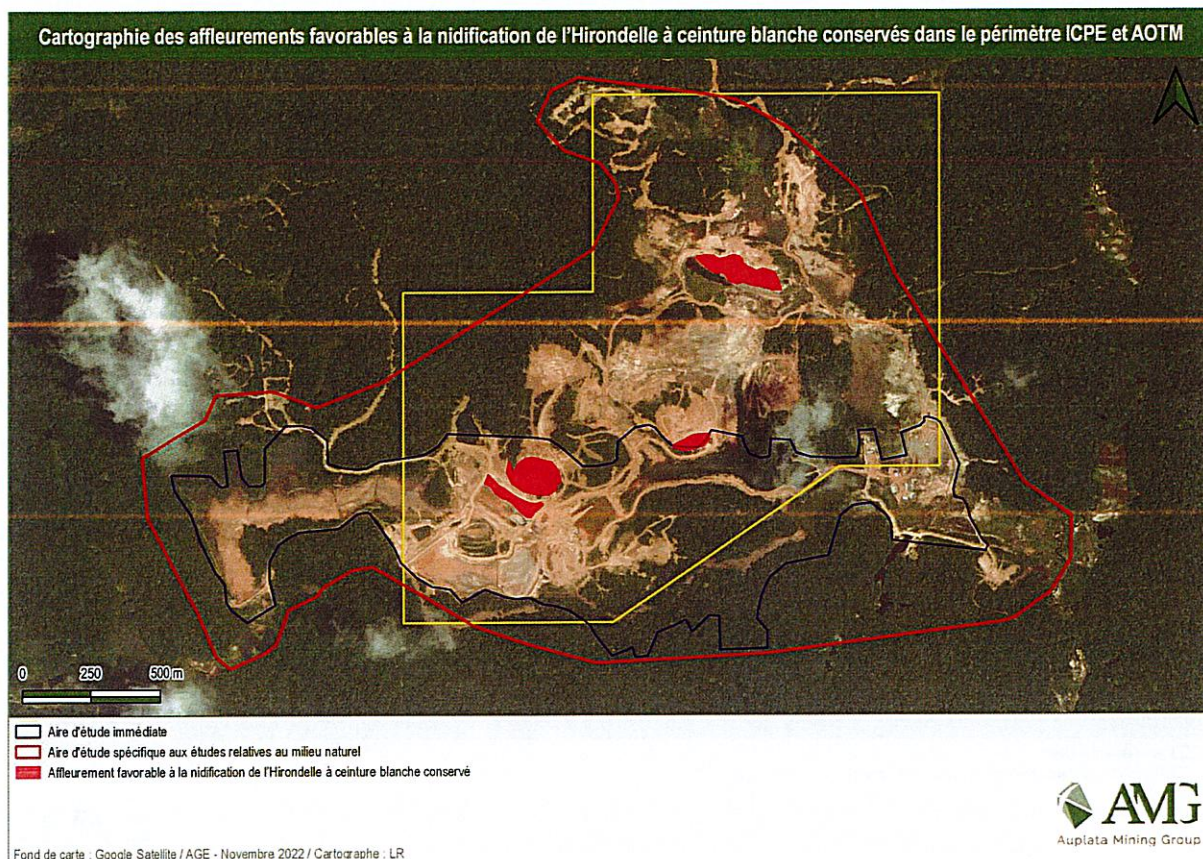 Cartographie des affleurements favorables à la nidification de l'Hirondelle à ceinture blanche conservés dans le périmètre ICPE et AOTM
0 250 500 m
Aire d'étude immédiate
Aire d'étude spécifique aux études relatives au milieu naturel
Affleurement favorable à la nidification de l'Hirondelle à ceinture blanche conservé
AMG
Auplata Mining Group
Fond de carte : Google Satellite / AGE - Novembre 2022 / Cartographe : LR